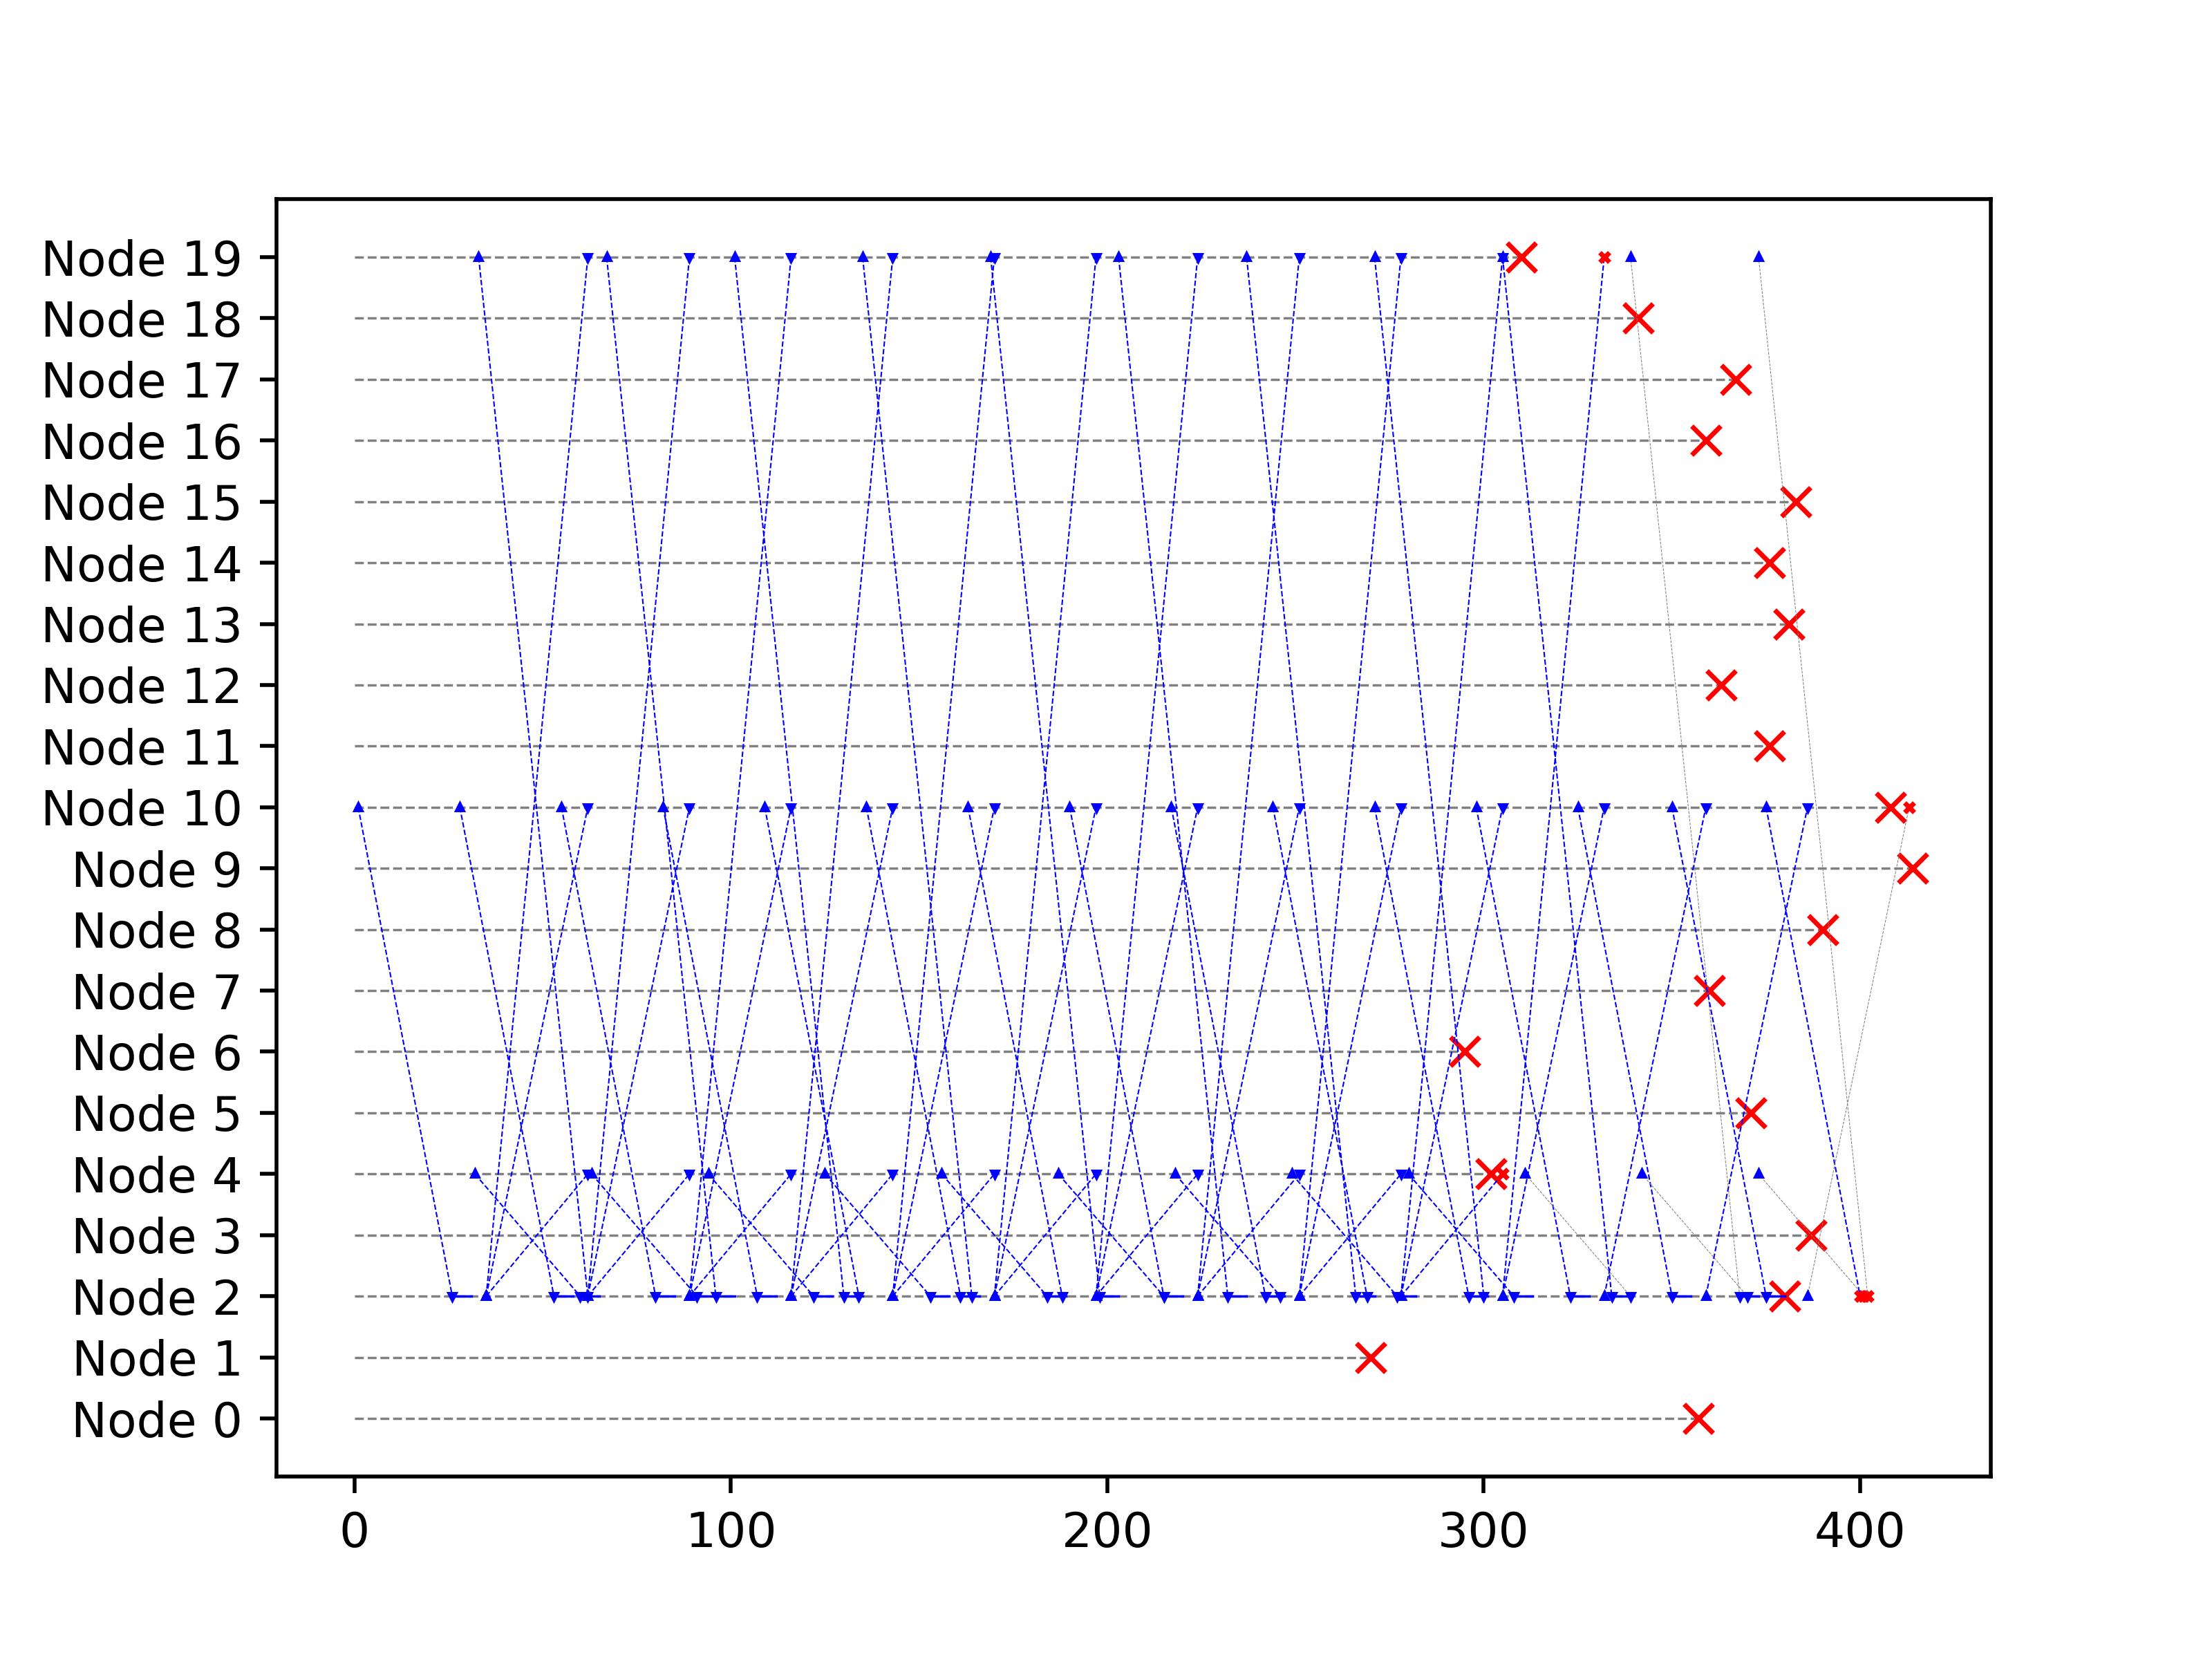 Node 19
Node 18
Node 17
Node 16
Node 15
Node 14
Node 13
Node 12
Node 11
Node 10
Node 9
Node 8
Node 7
Node 6
Node 5
Node 4
Node 3
Node 2
Node 1
Node 0
0 100 200 300 400